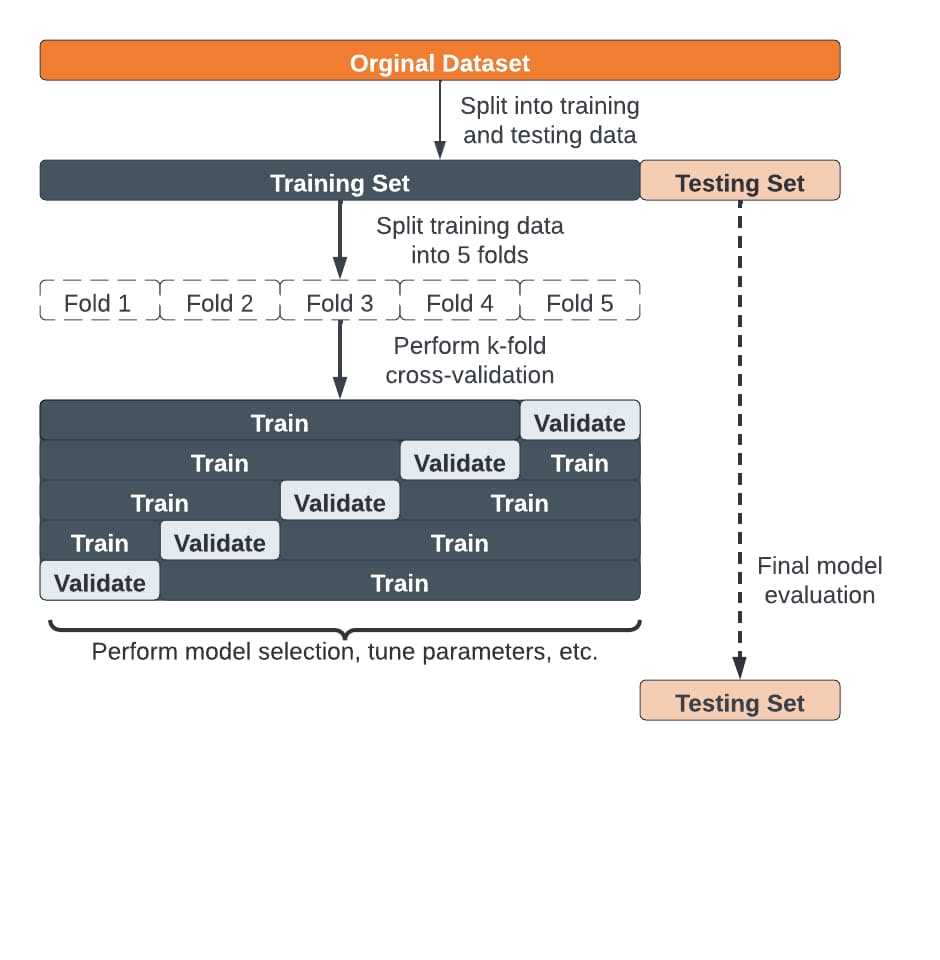 Orginal Dataset
Split into training
and testing data
Training Set
Testing Set
Split training data
into 5 folds
Fold 1
Fold 2
Fold 3
Fold 4
Fold 5
Perform k-fold
cross-validation
Train
Validate
Train
Validate
Train
Train
Validate
Train
Train
Validate
Train
Validate
Train
Final model
evaluation
Perform model selection, tune parameters, etc.
Testing Set